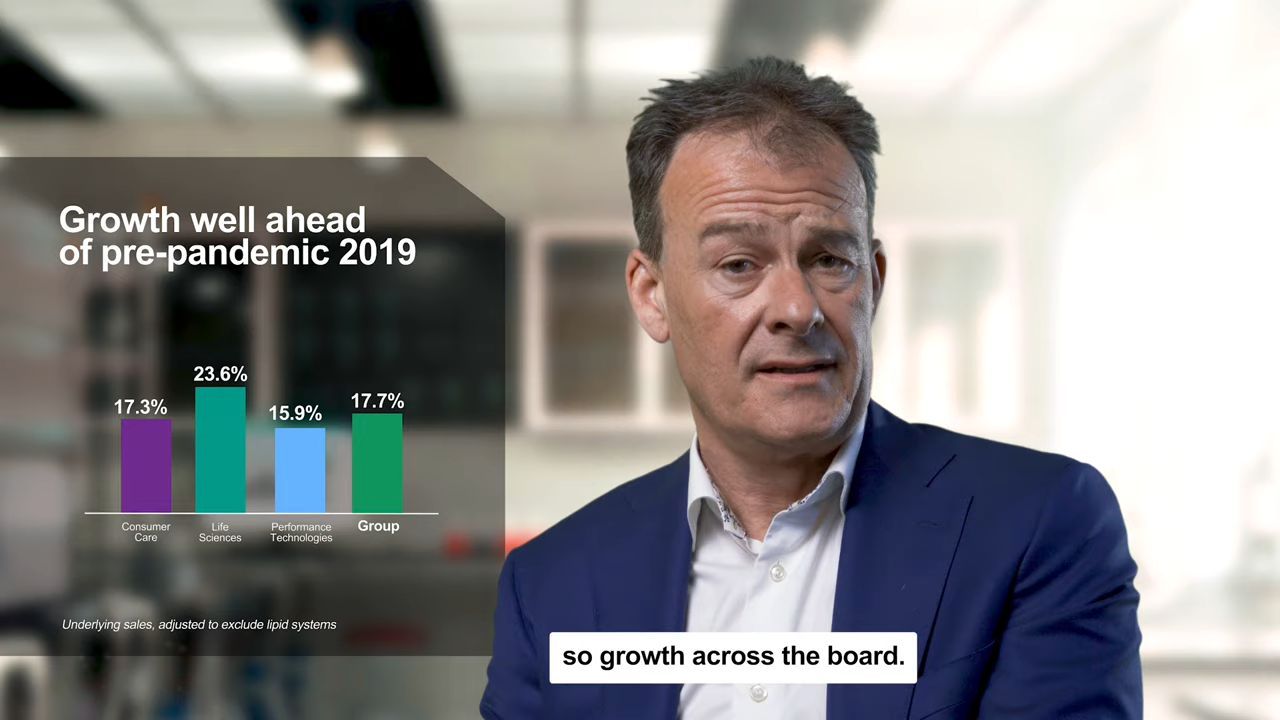 Growth well ahead
of pre-pandemic 2019
17.3%
23.6%
15.9%
17.7%
Consumer
Care
Life
Sciences
Performance
Technologies
Group
Underlying sales, adjusted to exclude lipid systems
so growth across the board.